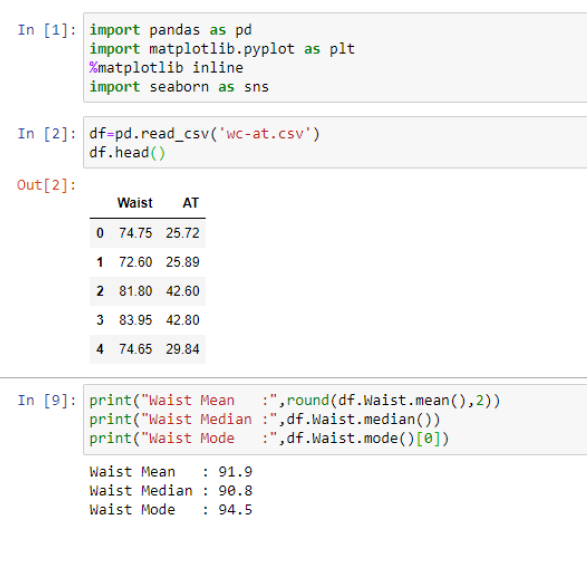 In [1]: import pandas as pd
import matplotlib.pyplot as plt
%matplotlib inline
import seaborn as sns
In [2]: df=pd.read_csv('wc-at.csv')
df.head()
Out[2]:
Waist AT
0 74.75 25.72
1 72.60 25.89
2 81.80 42.60
3 83.95 42.80
4 74.65 29.84
In [9]: print("Waist Mean   :",round(df.Waist.mean(),2))
print("Waist Median :",df.Waist.median())
print("Waist Mode   :",df.Waist.mode()[0])
Waist Mean   : 91.9
Waist Median : 90.8
Waist Mode   : 94.5